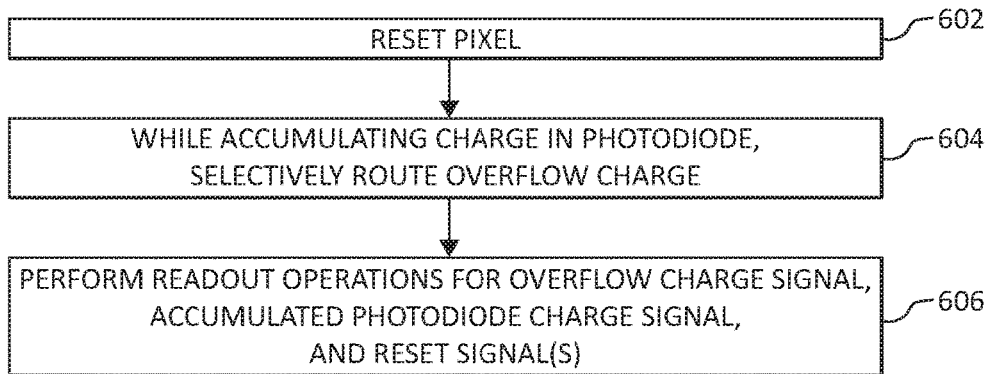 RESET PIXEL
602
WHILE ACCUMULATING CHARGE IN PHOTODIODE,
SELECTIVELY ROUTE OVERFLOW CHARGE
604
PERFORM READOUT OPERATIONS FOR OVERFLOW CHARGE SIGNAL,
ACCUMULATED PHOTODIODE CHARGE SIGNAL,
AND RESET SIGNAL(S)
606